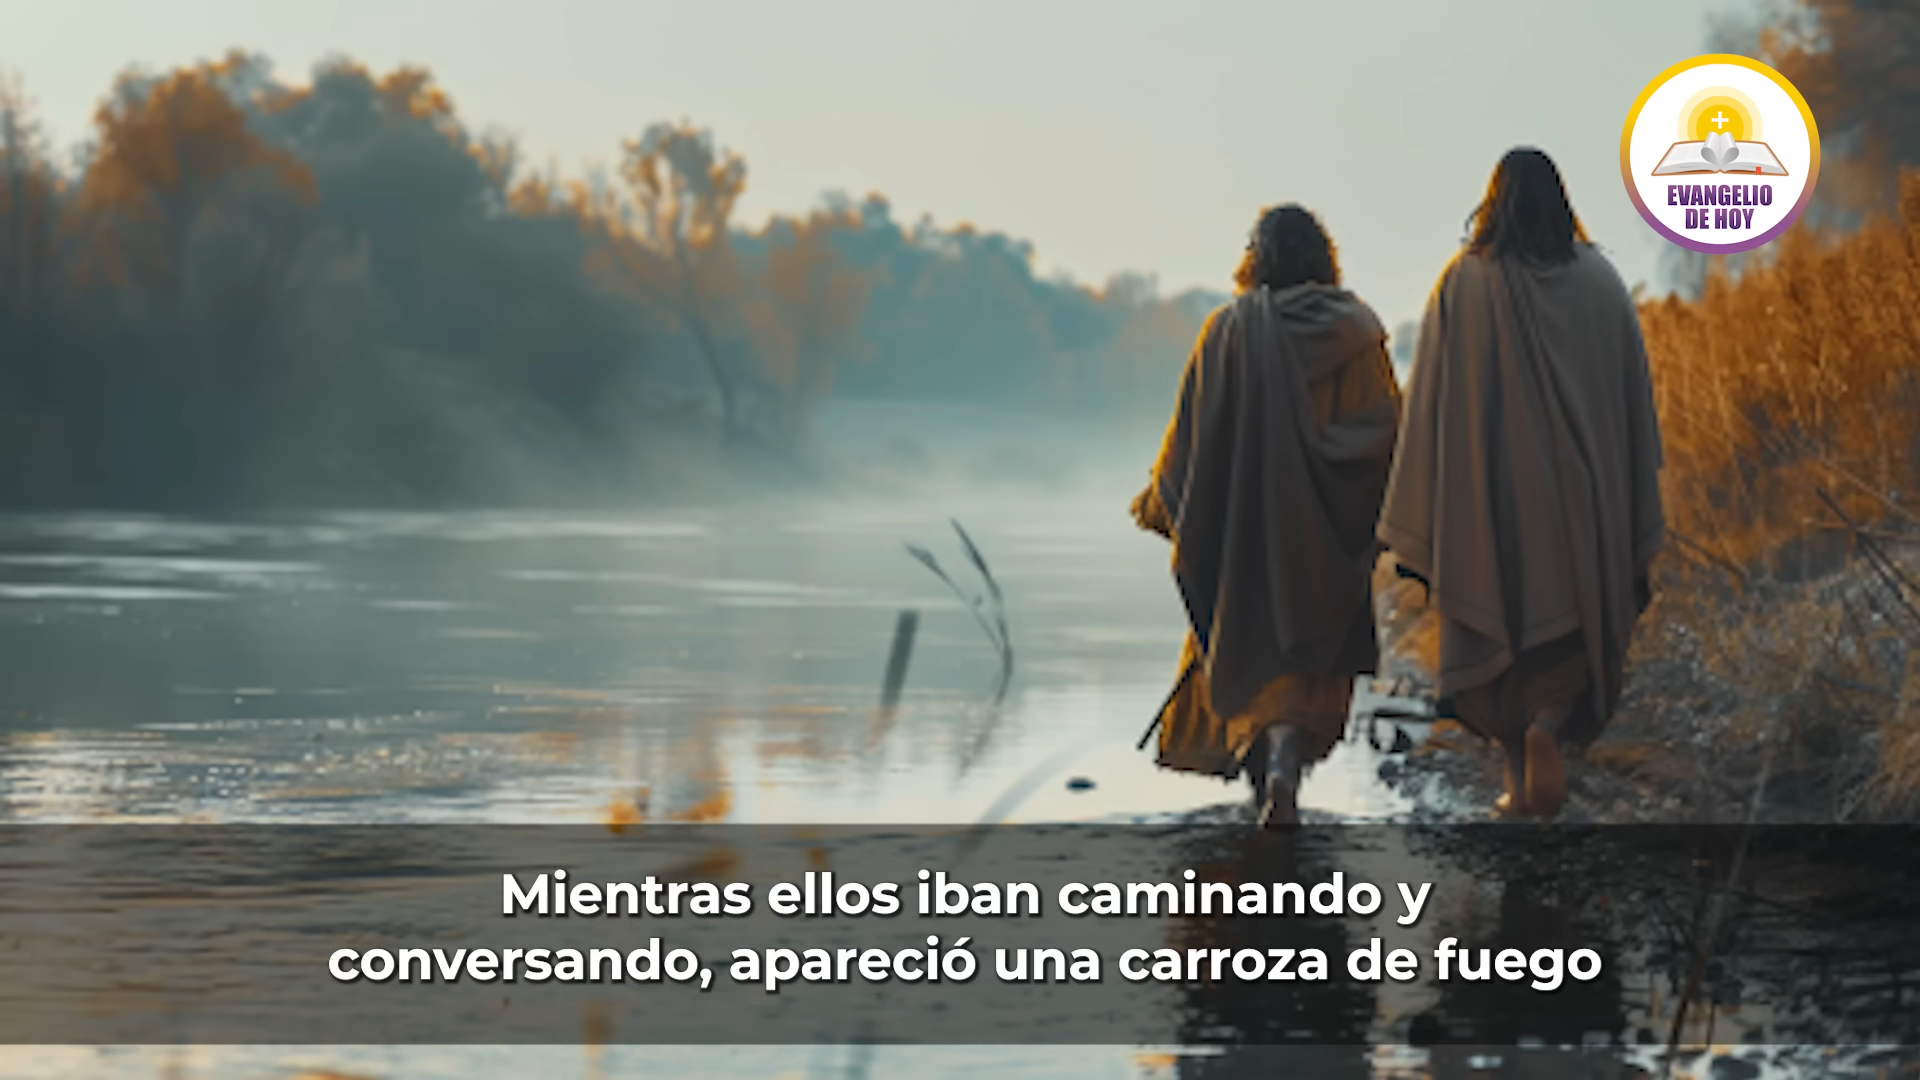 EVANGELIO
DE HOY
Mientras ellos iban caminando y
conversando, apareció una carroza de fuego